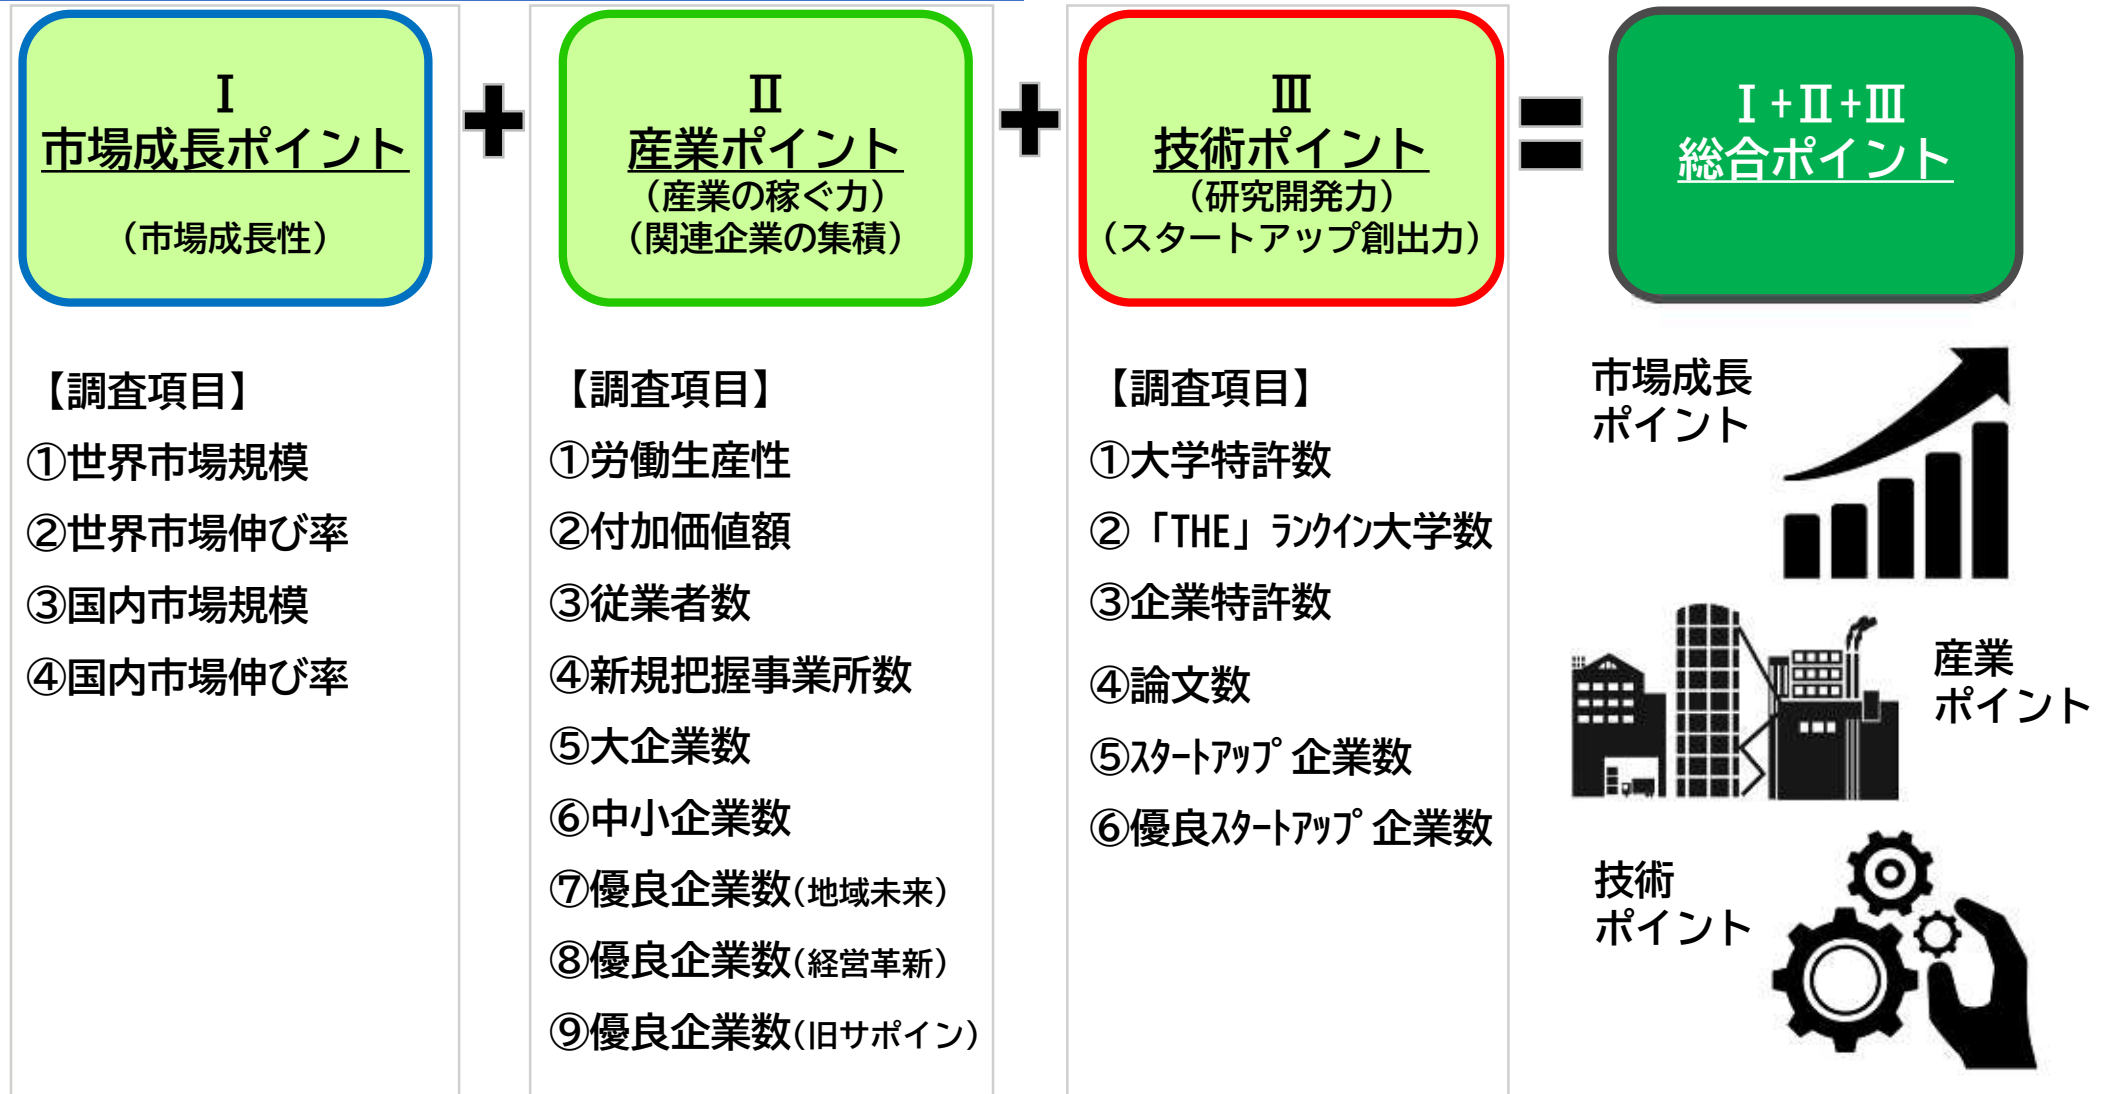 Ⅰ
市場成長ポイント
（市場成長性）
【調査項目】
①世界市場規模
②世界市場伸び率
③国内市場規模
④国内市場伸び率
+
Ⅱ
産業ポイント
（産業の稼ぐ力）
（関連企業の集積）
【調査項目】
①労働生産性
②付加価値額
③従業者数
④新規把握事業所数
⑤大企業数
⑥中小企業数
⑦優良企業数（地域未来）
⑧優良企業数（経営革新）
⑨優良企業数（旧サポイン）
+
Ⅲ
技術ポイント
（研究開発力）
（スタートアップ創出力）
【調査項目】
①大学特許数
②「THE」ﾗﾝｸｲﾝ大学数
③企業特許数
④論文数
⑤ｽﾀｰﾄｱｯﾌﾟ企業数
⑥優良ｽﾀｰﾄｱｯﾌﾟ企業数
=
Ⅰ+Ⅱ+Ⅲ
総合ポイント
市場成長
ポイント
産業
ポイント
技術
ポイント